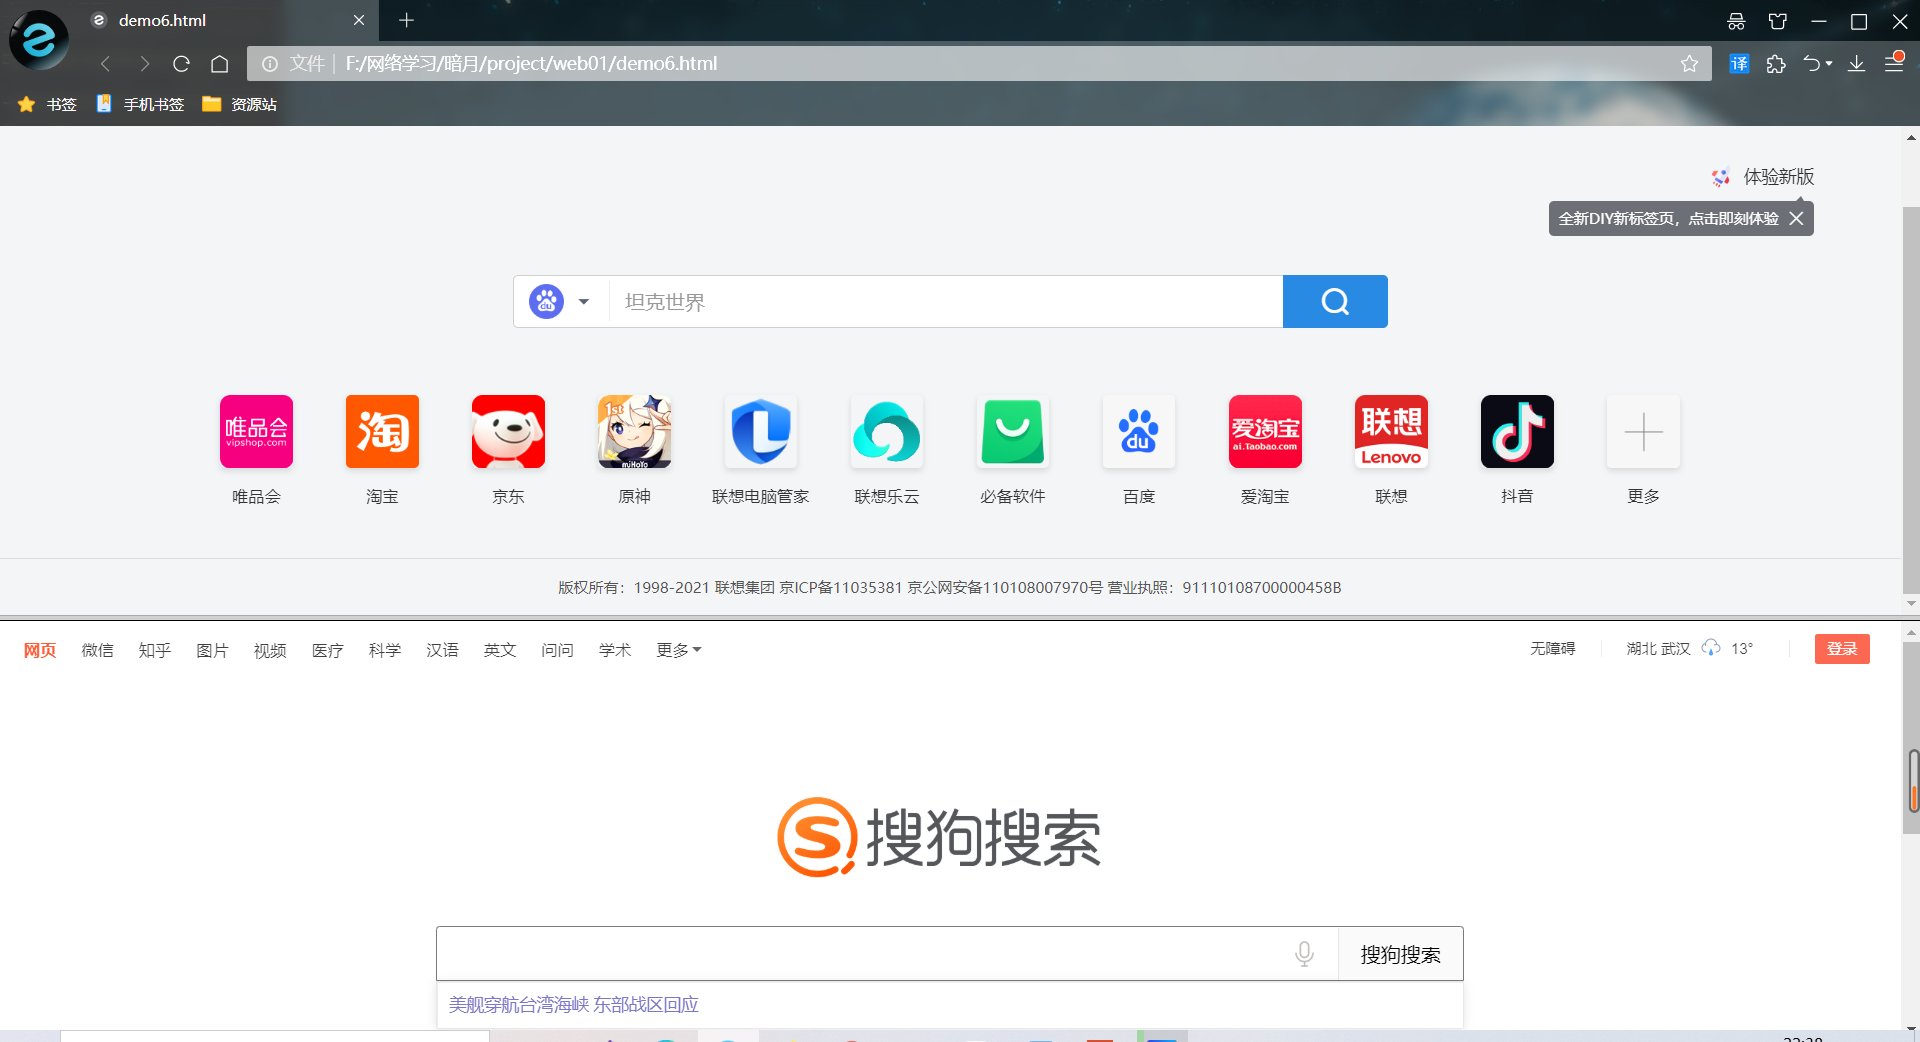 demo6.html
文件 F:/网络学习/暗月/project/web01/demo6.html
译
书签 手机书签 资源站
体验新版
全新DIY新标签页，点击即刻体验
du 坦克世界
唯品会
vipshop.com
淘
1st
miHoYo
du
爱淘宝
ai.Taobao.com
联想
Lenovo
唯品会 淘宝 京东 原神 联想电脑管家 联想乐云 必备软件 百度 爱淘宝 联想 抖音 更多
版权所有：1998-2021 联想集团 京ICP备11035381 京公网安备110108007970号 营业执照：91110108700000458B
网页 微信 知乎 图片 视频 医疗 科学 汉语 英文 问问 学术 更多 无障碍 湖北 武汉 13° 登录
搜狗搜索
搜狗搜索
美舰穿航台湾海峡 东部战区回应